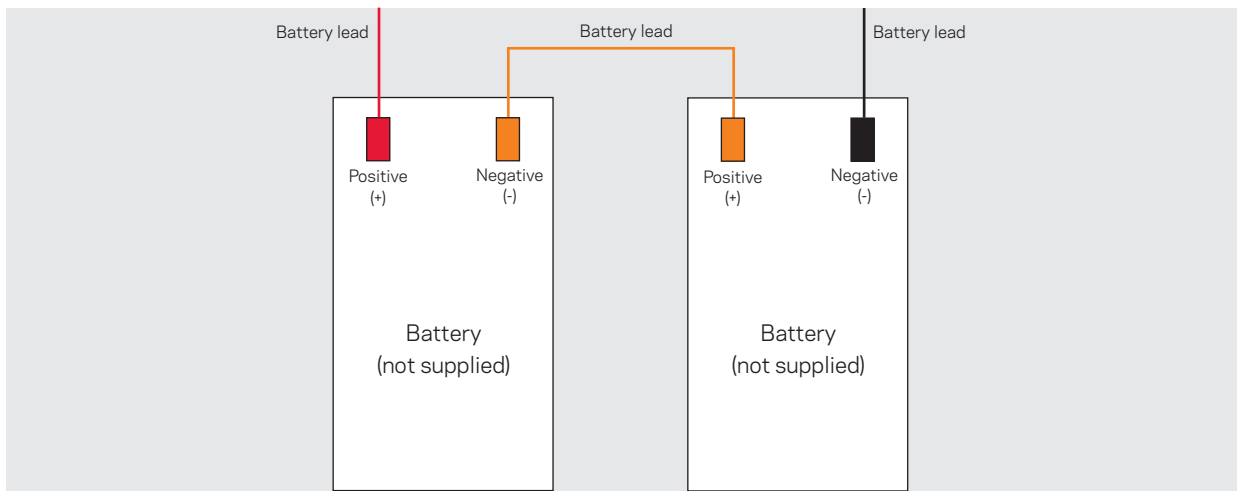 Battery lead
Battery lead
Battery lead
Positive
(+)
Negative
(-)
Positive
(+)
Negative
(-)
Battery
(not supplied)
Battery
(not supplied)